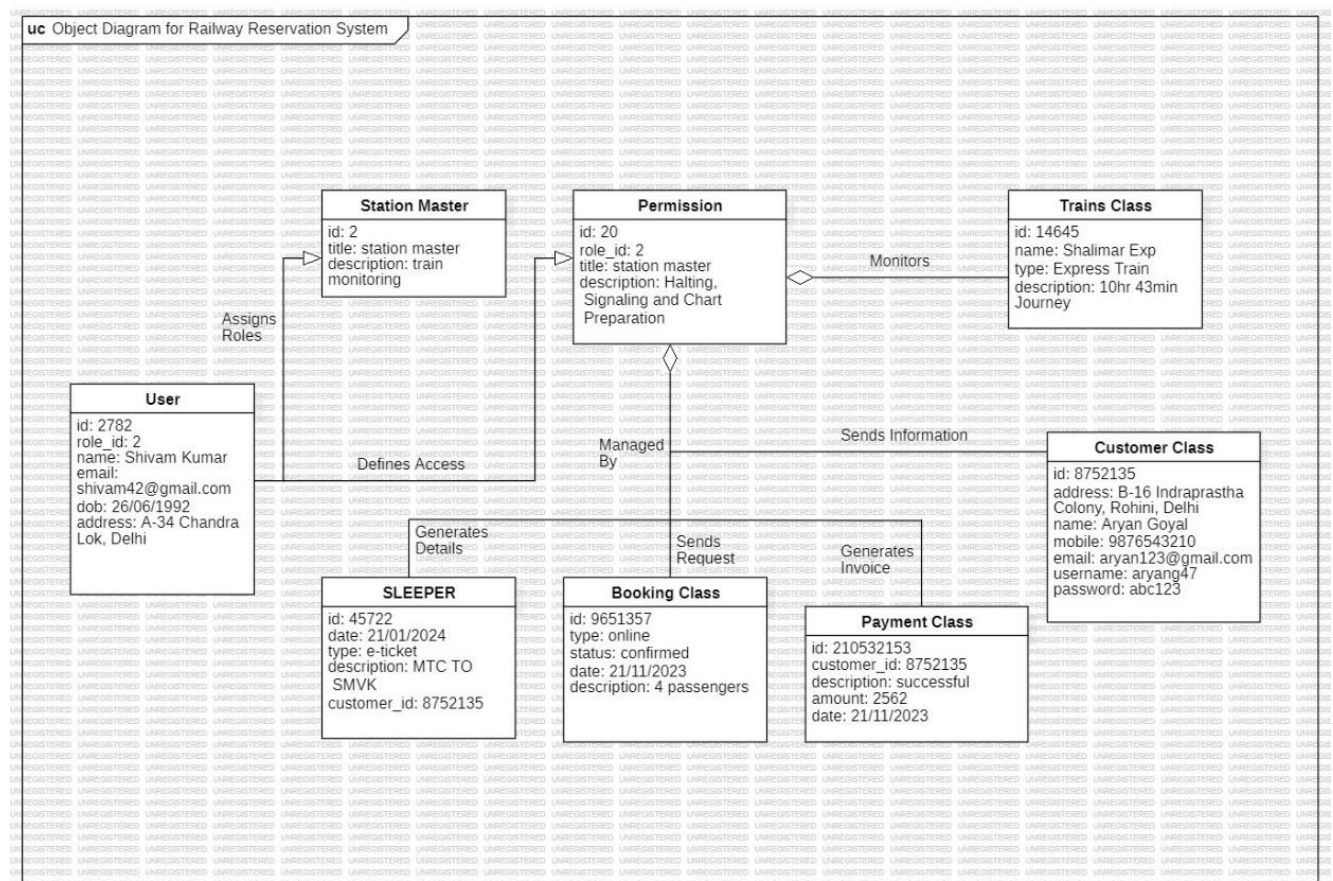 uc Object Diagram for Railway Reservation System
Station Master
id: 2
title: station master
description: train
monitoring
Permission
id: 20
role_id: 2
title: station master
description: Halting,
Signaling and Chart
Preparation
Monitors
Trains Class
id: 14645
name: Shalimar Exp
type: Express Train
description: 10hr 43min
Journey
Assigns
Roles
User
id: 2782
role_id: 2
name: Shivam Kumar
email:
shivam42@gmail.com
dob: 26/06/1992
address: A-34 Chandra
Lok, Delhi
Defines Access
Managed
By
Sends Information
Customer Class
id: 8752135
address: B-16 Indraprastha
Colony, Rohini, Delhi
name: Aryan Goyal
mobile: 9876543210
email: aryan123@gmail.com
username: aryang47
password: abc123
Generates
Details
Sends
Request
Generates
Invoice
SLEEPER
id: 45722
date: 21/01/2024
type: e-ticket
description: MTC TO
SMVK
customer_id: 8752135
Booking Class
id: 9651357
type: online
status: confirmed
date: 21/11/2023
description: 4 passengers
Payment Class
id: 210532153
customer_id: 8752135
description: successful
amount: 2562
date: 21/11/2023
UNREGISTERED